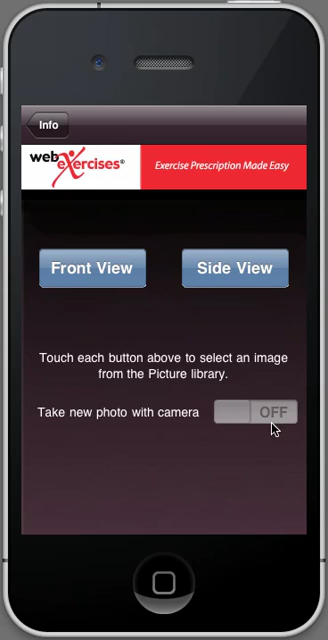 Info
webexercises®
Exercise Prescription Made Easy
Front View
Side View
Touch each button above to select an image
from the Picture library.
Take new photo with camera
OFF